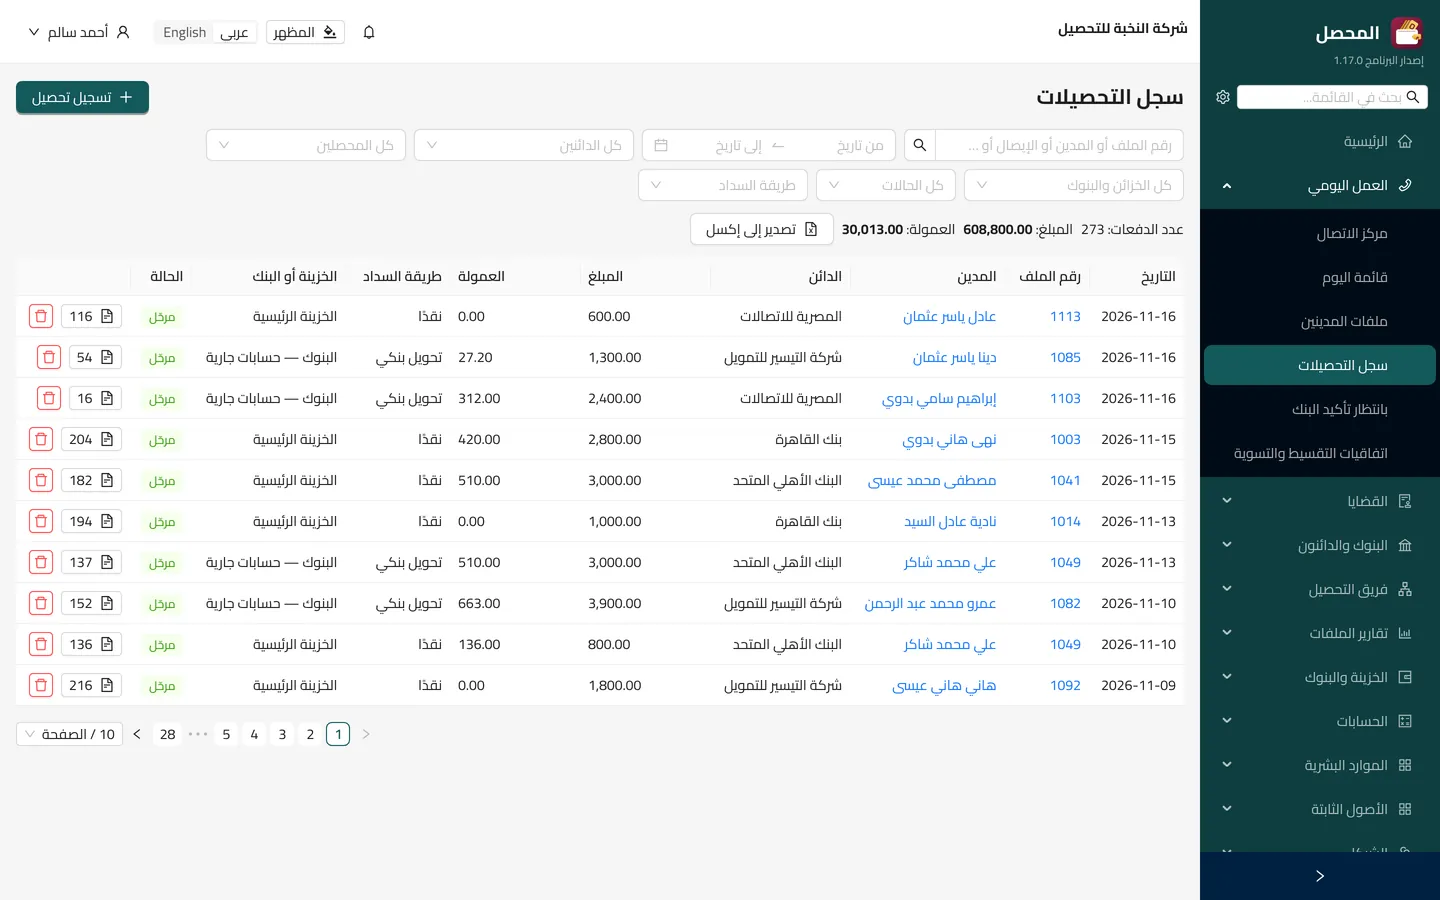 المحصل
إصدار البرنامج 1.17.0
بحث في القائمة...
الرئيسية
العمل اليومي
مركز الاتصال
قائمة اليوم
ملفات المدينين
سجل التحصيلات
بانتظار تأكيد البنك
اتفاقيات التقسيط والتسوية
القضايا
البنوك والدائنون
فريق التحصيل
تقارير الملفات
الخزينة والبنوك
الحسابات
الموارد البشرية
الأصول الثابتة
شركة النخبة للتحصيل
المظهر
عربي English
أحمد سالم
سجل التحصيلات
تسجيل تحصيل
رقم الملف أو المدين أو الإيصال أو ...
من تاريخ إلى تاريخ
كل الدائنين
كل المحصلين
كل الخزائن والبنوك
كل الحالات
طريقة السداد
عدد الدفعات: 273 المبلغ: 608,800.00 العمولة: 30,013.00 تصدير إلى إكسل
التاريخ رقم الملف المدين الدائن المبلغ العمولة طريقة السداد الخزينة أو البنك الحالة
2026-11-16 1113 عادل ياسر عثمان المصرية للاتصالات 600.00 0.00 نقدًا الخزينة الرئيسية مرحّل 116
2026-11-16 1085 دينا ياسر عثمان شركة التيسير للتمويل 1,300.00 27.20 تحويل بنكي البنوك — حسابات جارية مرحّل 54
2026-11-16 1103 إبراهيم سامي بدوي المصرية للاتصالات 2,400.00 312.00 تحويل بنكي البنوك — حسابات جارية مرحّل 16
2026-11-15 1003 نهى هاني بدوي بنك القاهرة 2,800.00 420.00 نقدًا الخزينة الرئيسية مرحّل 204
2026-11-15 1041 مصطفى محمد عيسى البنك الأهلي المتحد 3,000.00 510.00 نقدًا الخزينة الرئيسية مرحّل 182
2026-11-13 1014 نادية عادل السيد بنك القاهرة 1,000.00 0.00 نقدًا الخزينة الرئيسية مرحّل 194
2026-11-13 1049 علي محمد شاكر البنك الأهلي المتحد 3,000.00 510.00 تحويل بنكي البنوك — حسابات جارية مرحّل 137
2026-11-10 1082 عمرو محمد عبد الرحمن شركة التيسير للتمويل 3,900.00 663.00 تحويل بنكي البنوك — حسابات جارية مرحّل 152
2026-11-10 1049 علي محمد شاكر البنك الأهلي المتحد 800.00 136.00 نقدًا الخزينة الرئيسية مرحّل 136
2026-11-09 1092 هاني هاني عيسى شركة التيسير للتمويل 1,800.00 0.00 نقدًا الخزينة الرئيسية مرحّل 216
1 2 3 4 5 ••• 28 10 / الصفحة